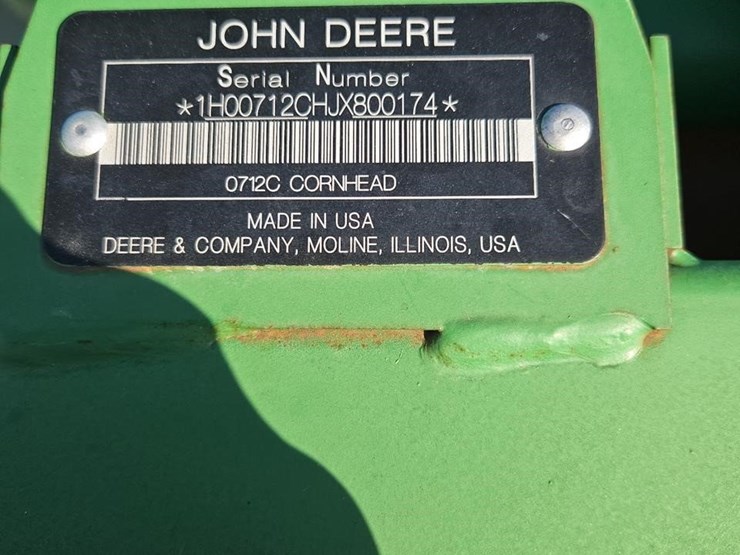 JOHN DEERE
Serial Number
*1H00712CHJX800174*
0712C CORNHEAD
MADE IN USA
DEERE & COMPANY, MOLINE, ILLINOIS, USA